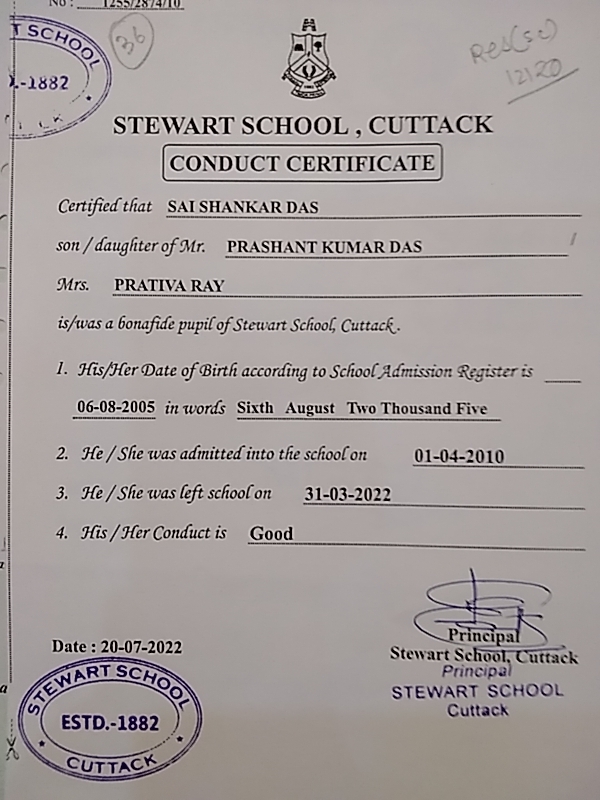 No : 1255/2874/10
36
Res(sc)
12120
T SCHOOL
.-1882
STEWART SCHOOL , CUTTACK
CONDUCT CERTIFICATE
Certified that SAI SHANKAR DAS
son / daughter of Mr. PRASHANT KUMAR DAS
Mrs. PRATIVA RAY
is/was a bonafide pupil of Stewart School, Cuttack.
1. His/Her Date of Birth according to School Admission Register is
06-08-2005 in words Sixth August Two Thousand Five
2. He / She was admitted into the school on 01-04-2010
3. He / She was left school on 31-03-2022
4. His / Her Conduct is Good
Date : 20-07-2022
Principal
Stewart School, Cuttack
Principal
STEWART SCHOOL
Cuttack
STEWART SCHOOL
ESTD.-1882
CUTTACK